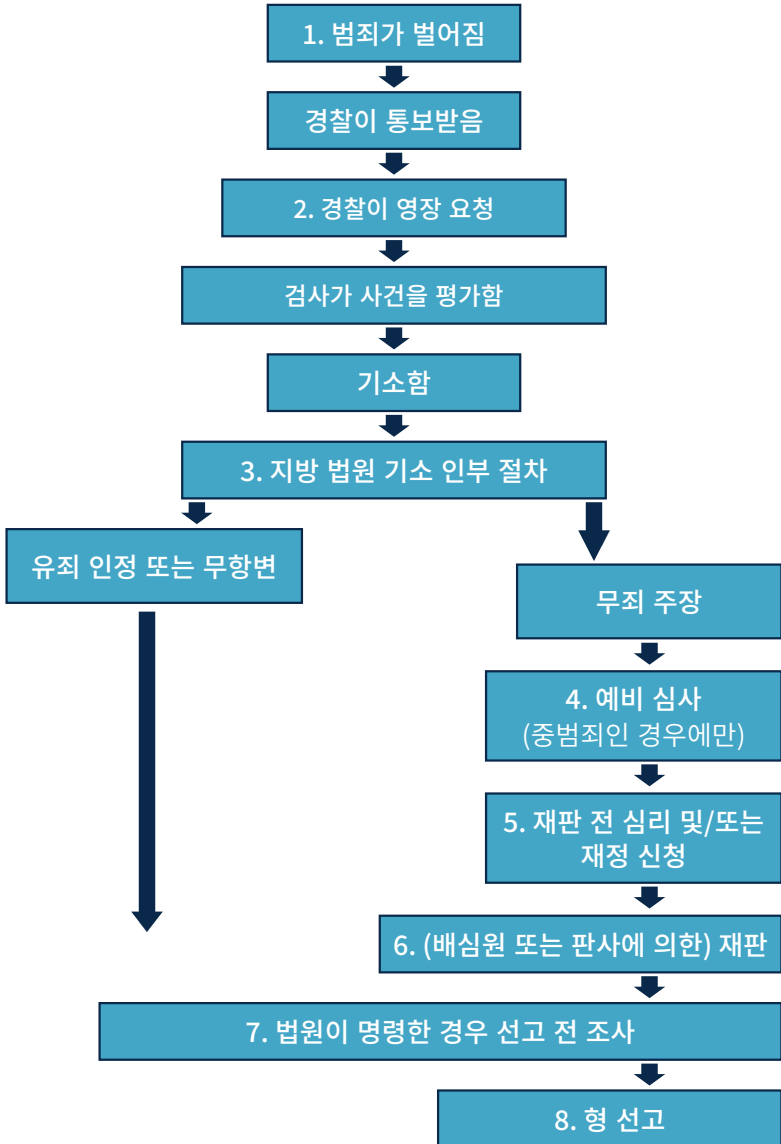 1. 범죄가 벌어짐
경찰이 통보받음
2. 경찰이 영장 요청
검사가 사건을 평가함
기소함
3. 지방 법원 기소 인부 절차
유죄 인정 또는 무항변
무죄 주장
4. 예비 심사
(중범죄인 경우에만)
5. 재판 전 심리 및/또는
재정 신청
6. (배심원 또는 판사에 의한) 재판
7. 법원이 명령한 경우 선고 전 조사
8. 형 선고